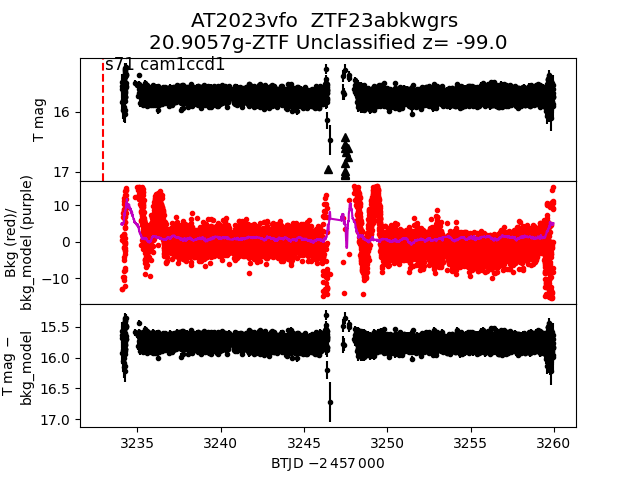 AT2023vfo  ZTF23abkwgrs
20.9057g-ZTF Unclassified z= -99.0
s71 cam1ccd1
T mag
16
17
Bkg (red)/
bkg_model (purple)
10
0
−10
T mag −
bkg_model
15.5
16.0
16.5
17.0
3235 3240 3245 3250 3255 3260
BTJD −2 457 000